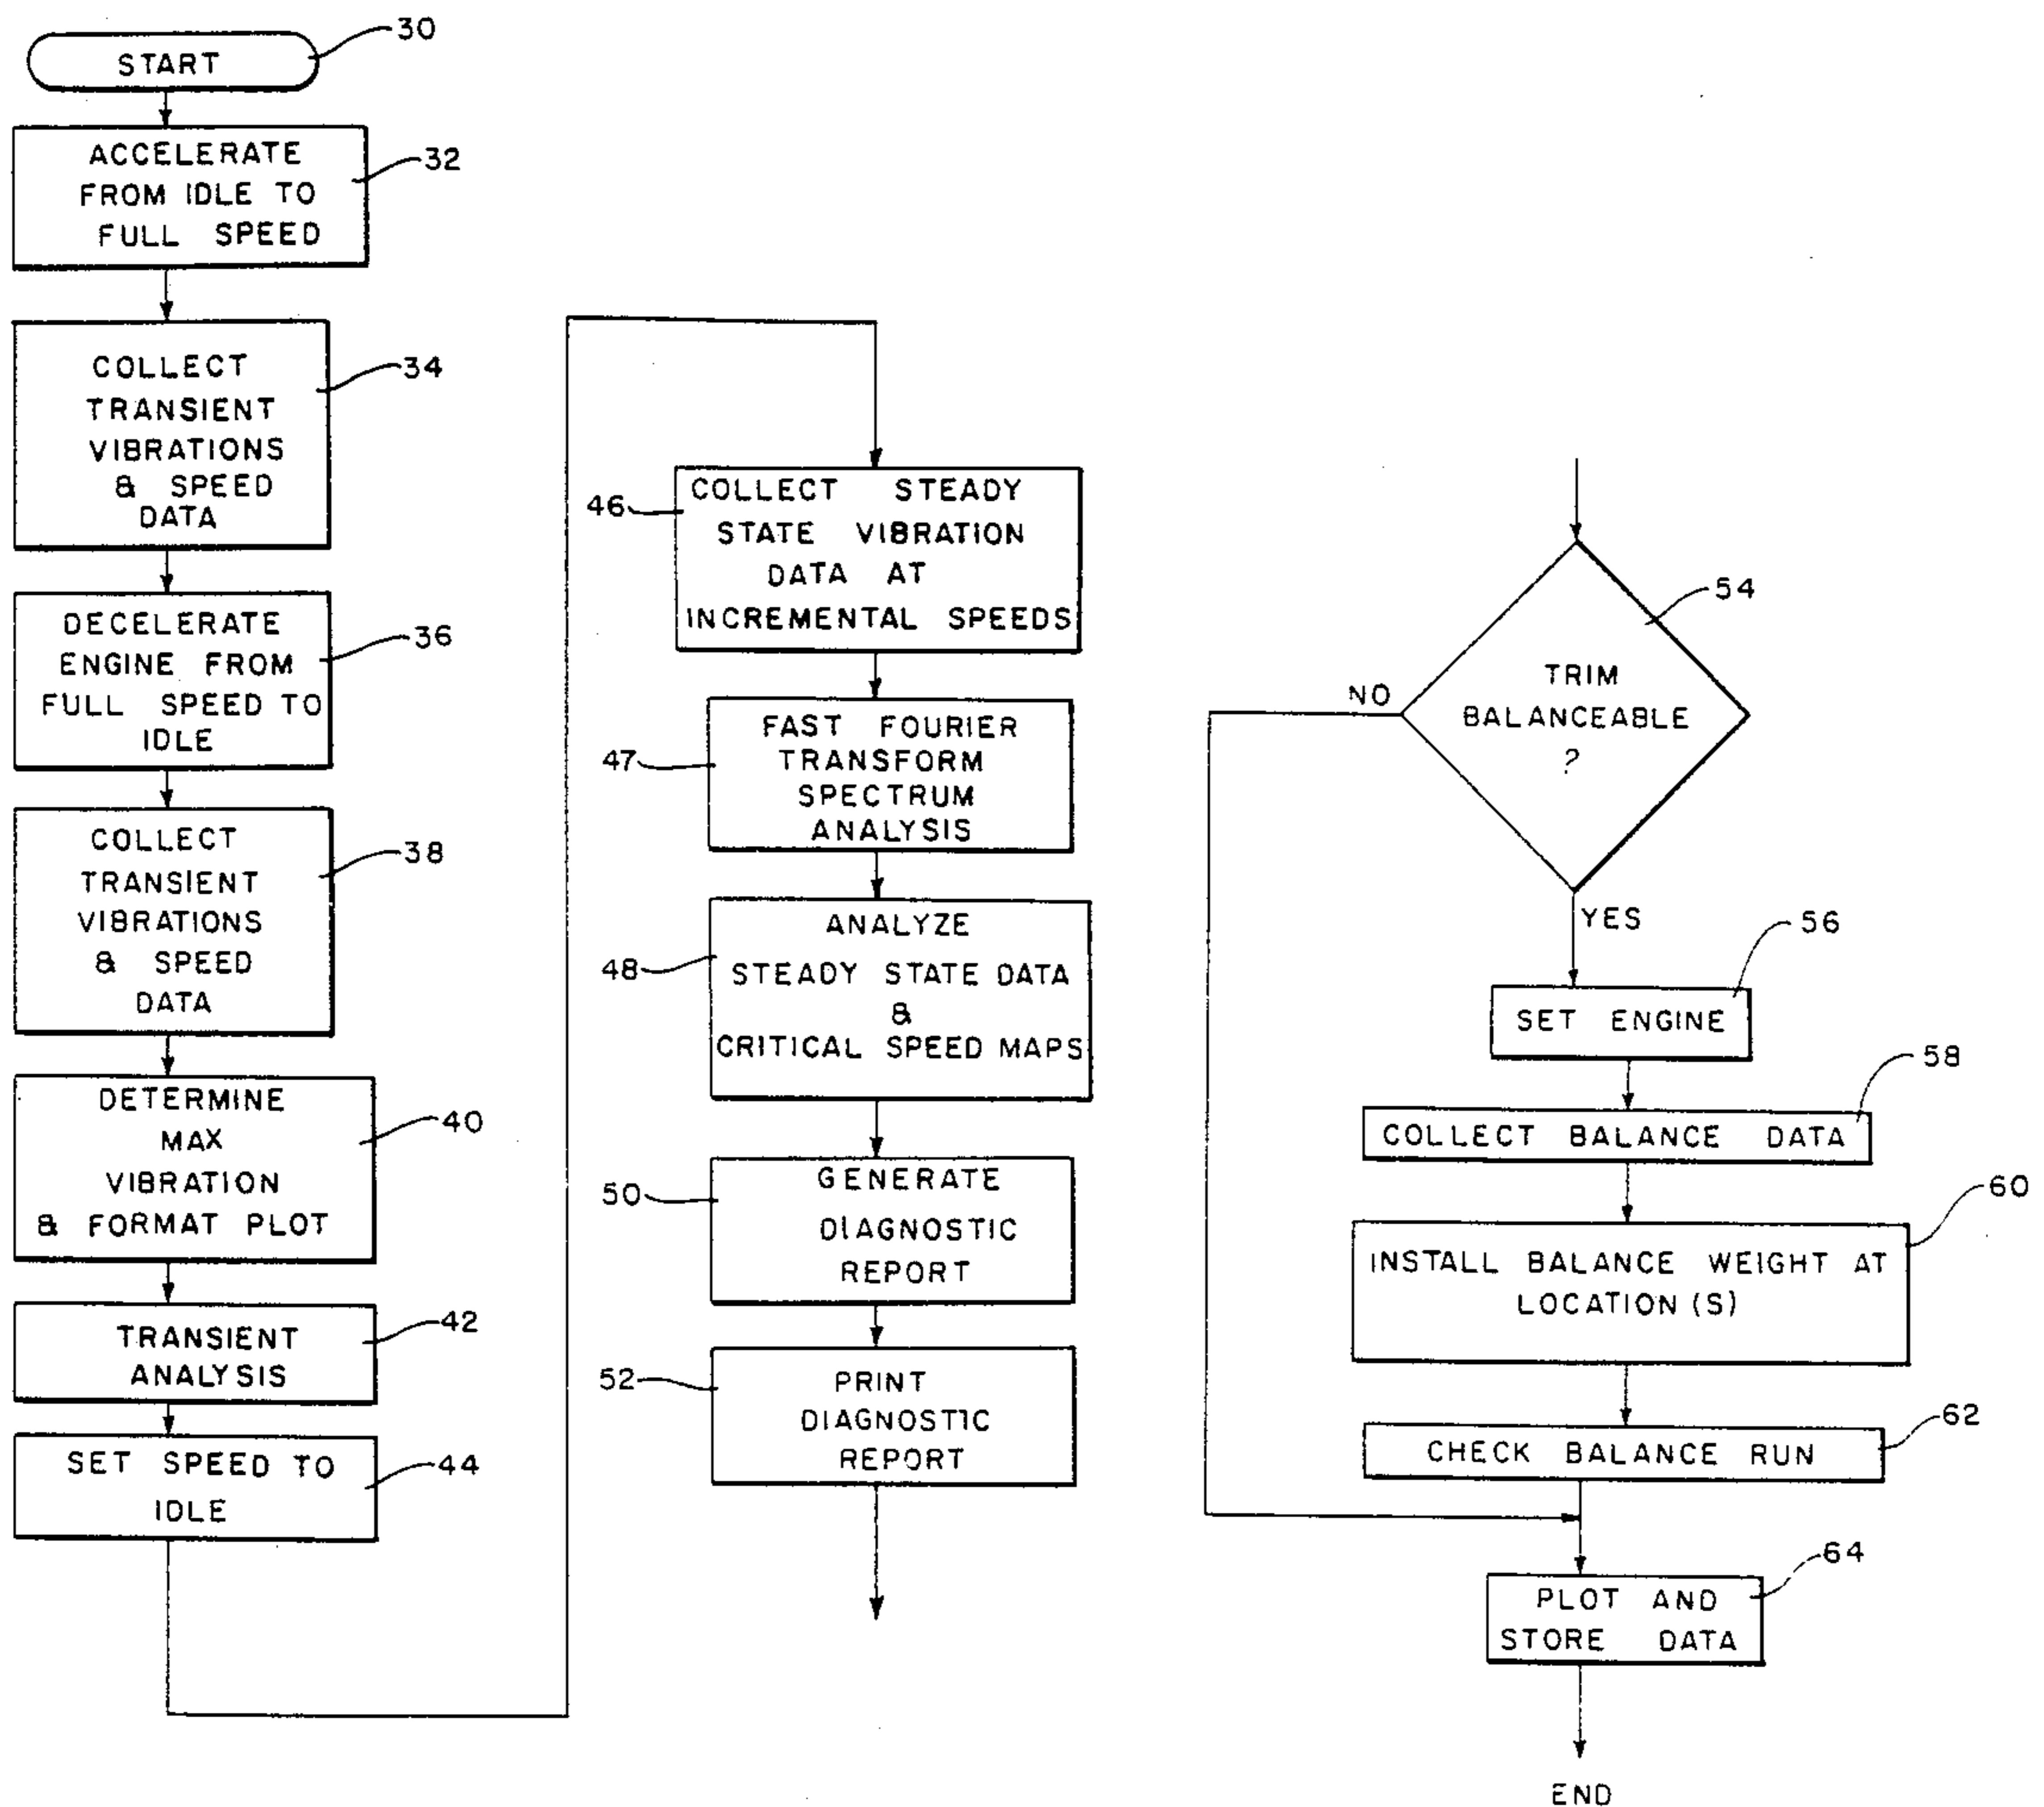 START
30
ACCELERATE
FROM IDLE TO
FULL SPEED
32
COLLECT
TRANSIENT
VIBRATIONS
& SPEED
DATA
34
DECELERATE
ENGINE FROM
FULL SPEED TO
IDLE
36
COLLECT
TRANSIENT
VIBRATIONS
& SPEED
DATA
38
DETERMINE
MAX
VIBRATION
& FORMAT PLOT
40
TRANSIENT
ANALYSIS
42
SET SPEED TO
IDLE
44
46
COLLECT STEADY
STATE VIBRATION
DATA AT
INCREMENTAL SPEEDS
47
FAST FOURIER
TRANSFORM
SPECTRUM
ANALYSIS
48
ANALYZE
STEADY STATE DATA
&
CRITICAL SPEED MAPS
50
GENERATE
DIAGNOSTIC
REPORT
52
PRINT
DIAGNOSTIC
REPORT
54
TRIM
BALANCEABLE
?
NO
YES
56
SET ENGINE
58
COLLECT BALANCE DATA
60
INSTALL BALANCE WEIGHT AT
LOCATION (S)
62
CHECK BALANCE RUN
64
PLOT AND
STORE DATA
END